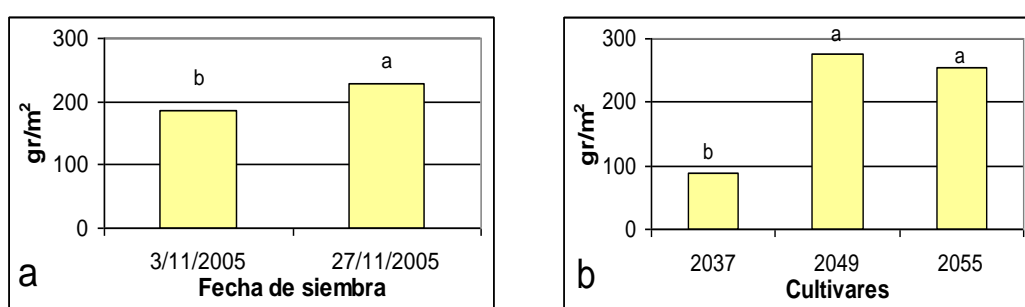 300
200
100
0
gr/m²
b
a
3/11/2005 27/11/2005
Fecha de siembra
a
300
200
100
0
gr/m²
b
a
a
2037 2049 2055
Cultivares
b